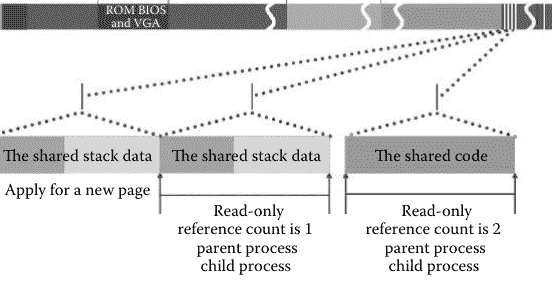 ROM BIOS
and VGA
The shared stack data
The shared stack data
The shared code
Apply for a new page
Read-only
reference count is 1
parent process
child process
Read-only
reference count is 2
parent process
child process